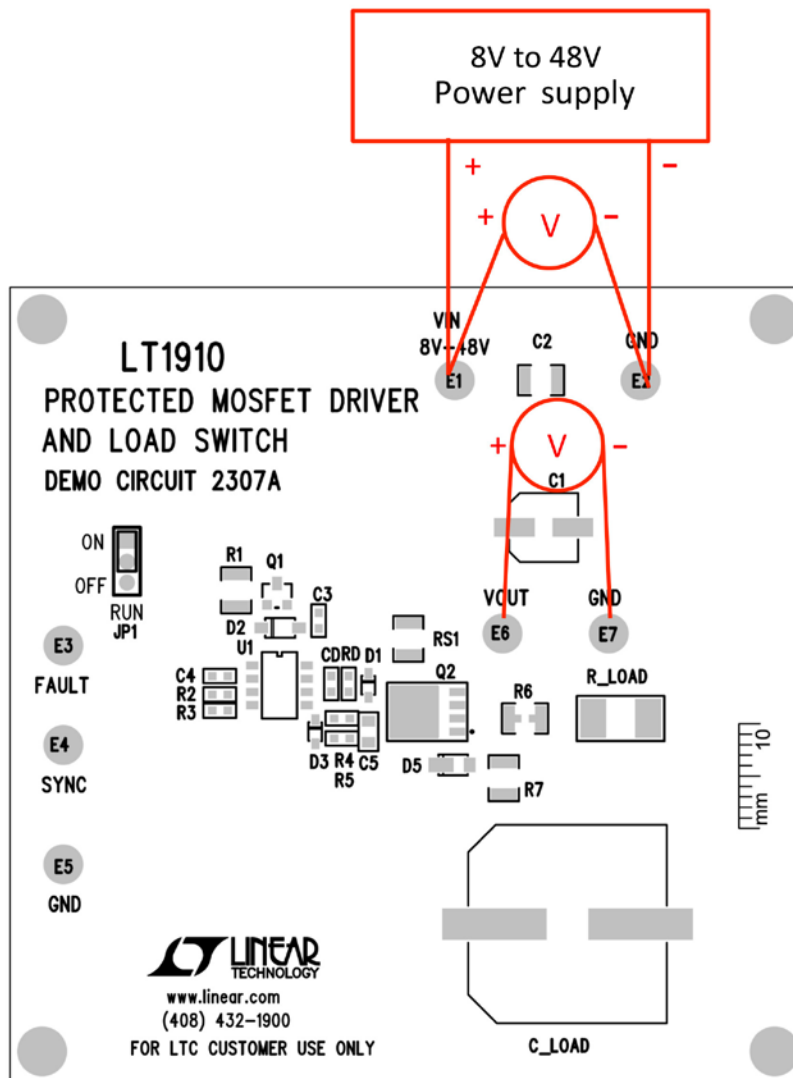 8V to 48V
Power supply
+ -
+ V -
VIN
8V-48V
C2
GND
E1
E2
LT1910
PROTECTED MOSFET DRIVER
AND LOAD SWITCH
DEMO CIRCUIT 2307A
+ V -
C1
ON
OFF
RUN
JP1
R1
Q1
C3
D2
U1
VOUT
GND
E6
E7
RS1
E3
FAULT
C4
R2
R3
CD
RD
D1
Q2
R6
R_LOAD
E4
SYNC
D3
R4
R5
C5
D5
R7
10
mm
E5
GND
LINEAR
TECHNOLOGY
www.linear.com
(408) 432-1900
FOR LTC CUSTOMER USE ONLY
C_LOAD